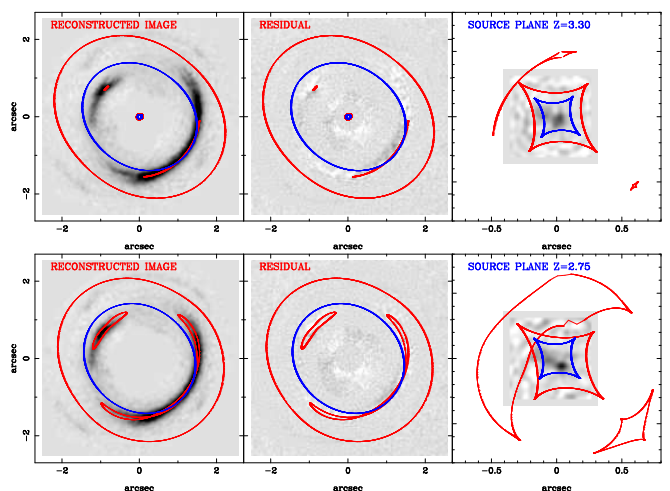 RECONSTRUCTED IMAGE RESIDUAL SOURCE PLANE Z=3.30
arcsec
2
0
−2
−2 0 2 −2 0 2 −0.5 0 0.5
arcsec arcsec arcsec
RECONSTRUCTED IMAGE RESIDUAL SOURCE PLANE Z=2.75
arcsec
2
0
−2
−2 0 2 −2 0 2 −0.5 0 0.5
arcsec arcsec arcsec